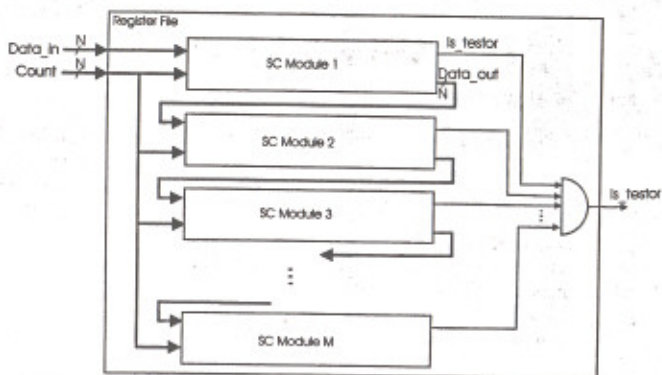 Register File
Data_in
N
Count
N
SC Module 1
Is_testor
Data_out
N
SC Module 2
SC Module 3
Is_testor
SC Module M